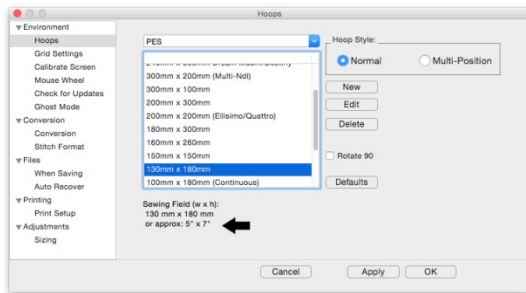 Hoops
Environment
Hoops
Grid Settings
Calibrate Screen
Mouse Wheel
Check for Updates
Ghost Mode
Conversion
Conversion
Stitch Format
Files
When Saving
Auto Recover
Printing
Print Setup
Adjustments
Sizing
PES
300mm x 200mm (Multi-Ndl)
300mm x 100mm
200mm x 300mm
200mm x 200mm (Ellisimo/Quattro)
180mm x 300mm
160mm x 260mm
150mm x 150mm
130mm x 180mm
100mm x 180mm (Continuous)
Sewing Field (w x h):
130 mm x 180 mm
or approx: 5" x 7"
Hoop Style:
Normal
Multi-Position
New
Edit
Delete
Rotate 90
Defaults
Cancel
Apply
OK